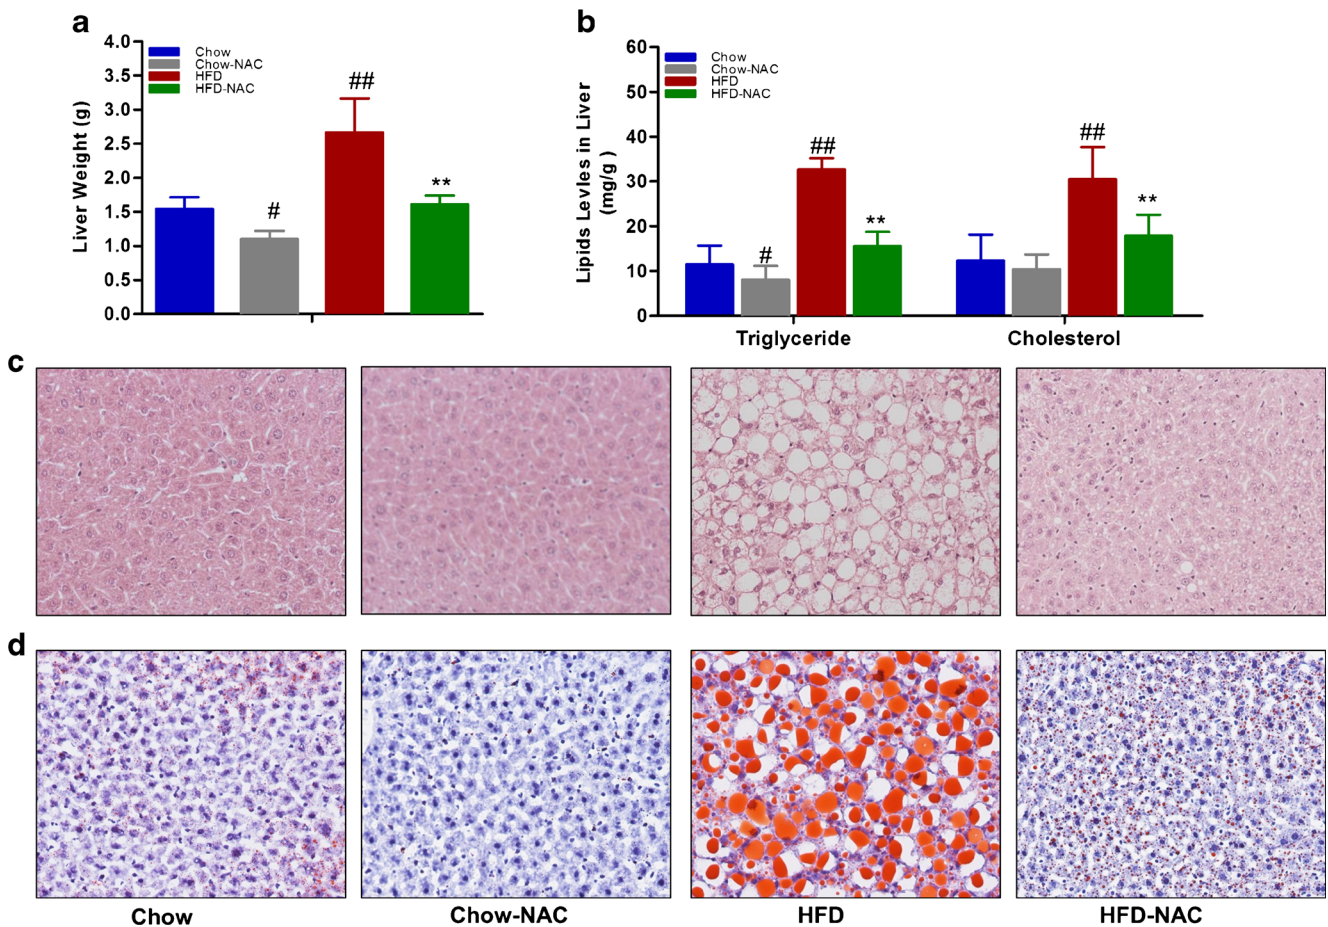 a
4.0
3.5
3.0
2.5
2.0
1.5
1.0
0.5
0.0
Liver Weight (g)
Chow
Chow-NAC
HFD
HFD-NAC
#
##
**
b
60
50
40
30
20
10
0
Lipids Levles in Liver
(mg/g )
Chow
Chow-NAC
HFD
HFD-NAC
#
##
**
##
**
Triglyceride
Cholesterol
c
d
Chow
Chow-NAC
HFD
HFD-NAC